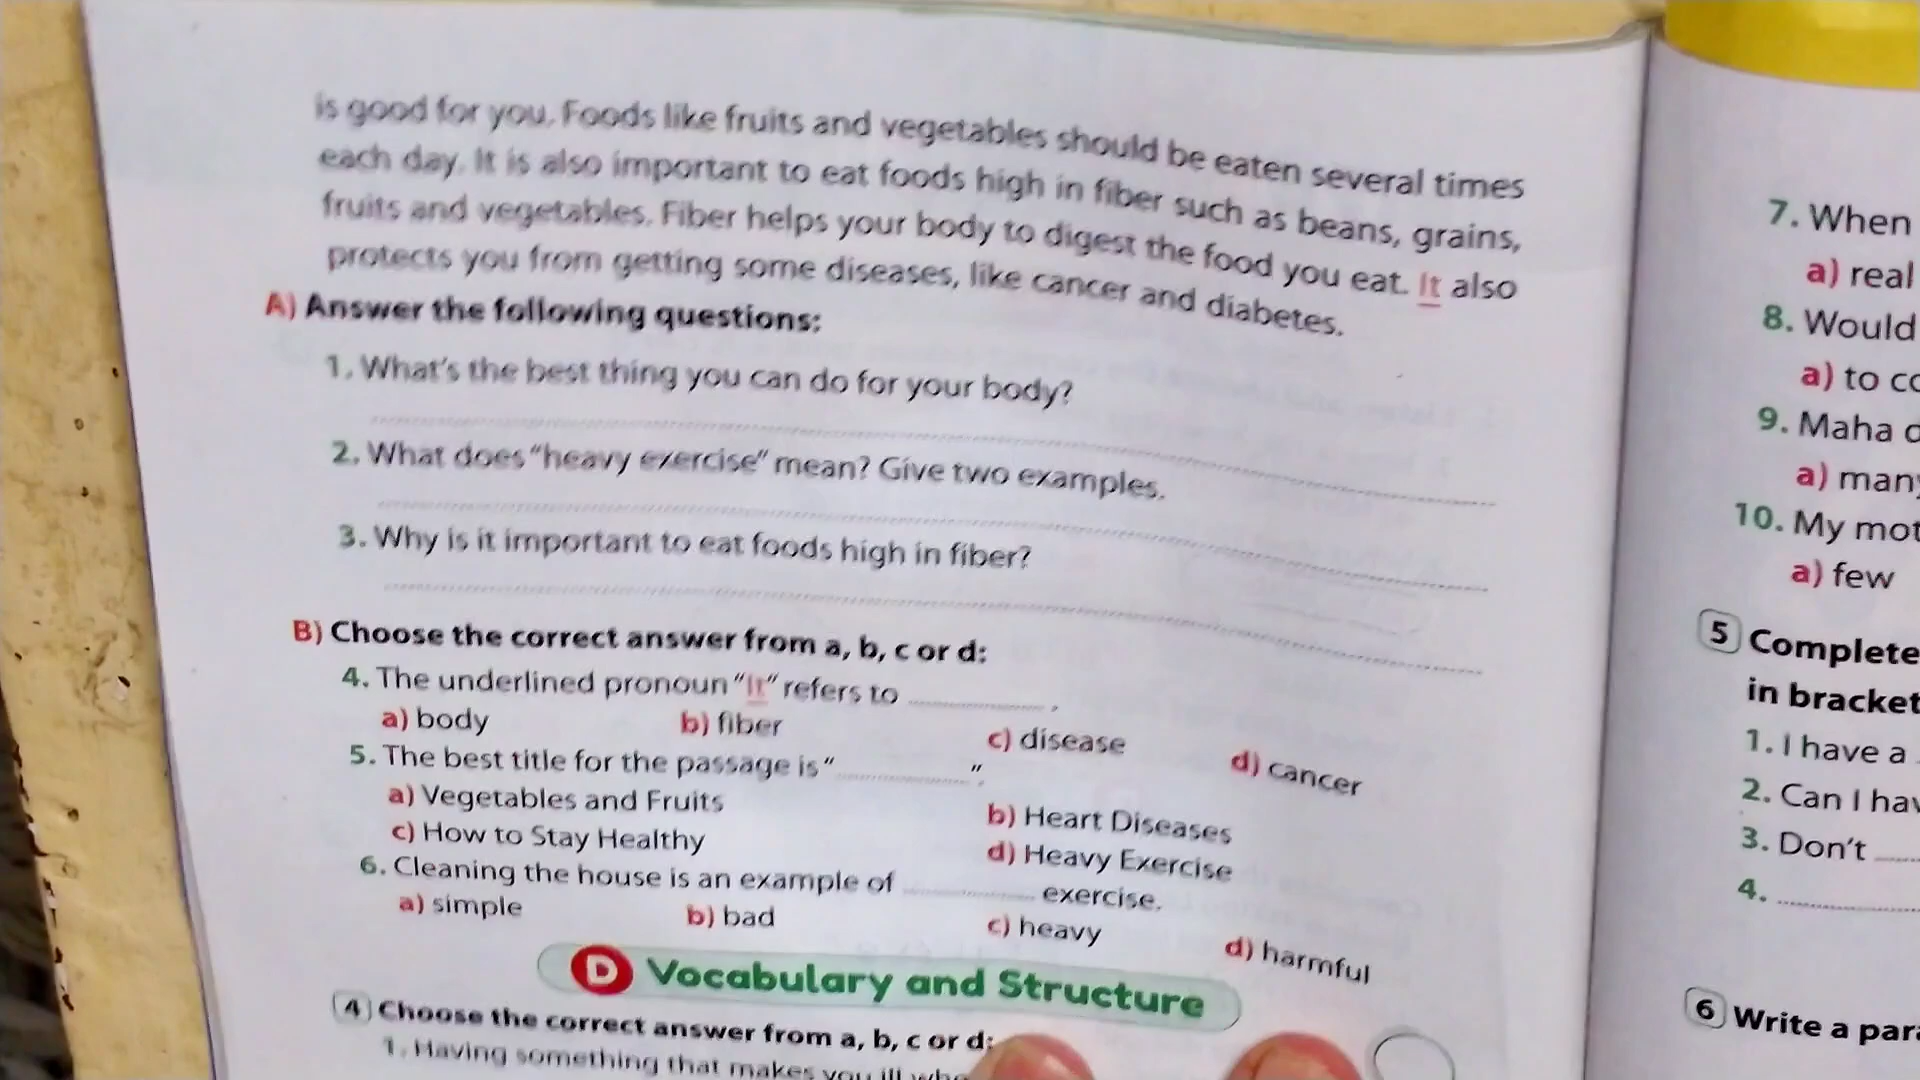 is good for you. Foods like fruits and vegetables should be eaten several times
each day. It is also important to eat foods high in fiber such as beans, grains,
fruits and vegetables. Fiber helps your body to digest the food you eat. It also
protects you from getting some diseases, like cancer and diabetes.
A) Answer the following questions:
1. What's the best thing you can do for your body?
2. What does "heavy exercise" mean? Give two examples.
3. Why is it important to eat foods high in fiber?
B) Choose the correct answer from a, b, c or d:
4. The underlined pronoun "It" refers to .............. .
a) body b) fiber c) disease d) cancer
5. The best title for the passage is "..............".
a) Vegetables and Fruits b) Heart Diseases
c) How to Stay Healthy d) Heavy Exercise
6. Cleaning the house is an example of .............. exercise.
a) simple b) bad c) heavy d) harmful
D Vocabulary and Structure
4 Choose the correct answer from a, b, c or d:
1. Having something that makes you ill
7. When
a) real
8. Would
a) to
9. Maha
a)
10. My
a) few
5 Complete
in
1. I have a
2. Can I
3. Don't
4. ..............
6 Write a